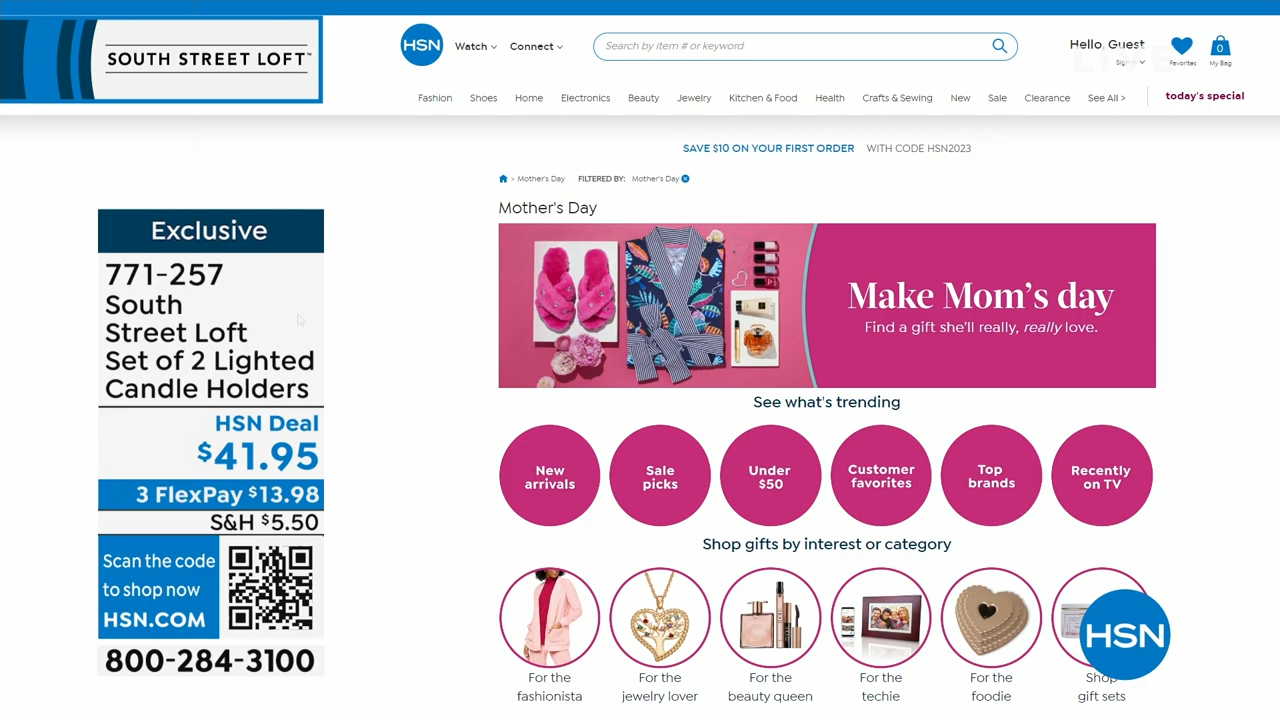 SOUTH STREET LOFT™
HSN
Watch
Connect
Search by item # or keyword
Hello, Guest
Sign In
Favorites
0
My Bag
LIVE
Fashion
Shoes
Home
Electronics
Beauty
Jewelry
Kitchen & Food
Health
Crafts & Sewing
New
Sale
Clearance
See All >
today's special
SAVE $10 ON YOUR FIRST ORDER WITH CODE HSN2023
> Mother's Day FILTERED BY: Mother's Day
Mother's Day
Make Mom's day
Find a gift she'll really, really love.
See what's trending
New
arrivals
Sale
picks
Under
$50
Customer
favorites
Top
brands
Recently
on TV
Shop gifts by interest or category
For the
fashionista
For the
jewelry lover
For the
beauty queen
For the
techie
For the
foodie
Shop
gift sets
HSN
Exclusive
771-257
South
Street Loft
Set of 2 Lighted
Candle Holders
HSN Deal
$41.95
3 FlexPay $13.98
S&H $5.50
Scan the code
to shop now
HSN.COM
800-284-3100